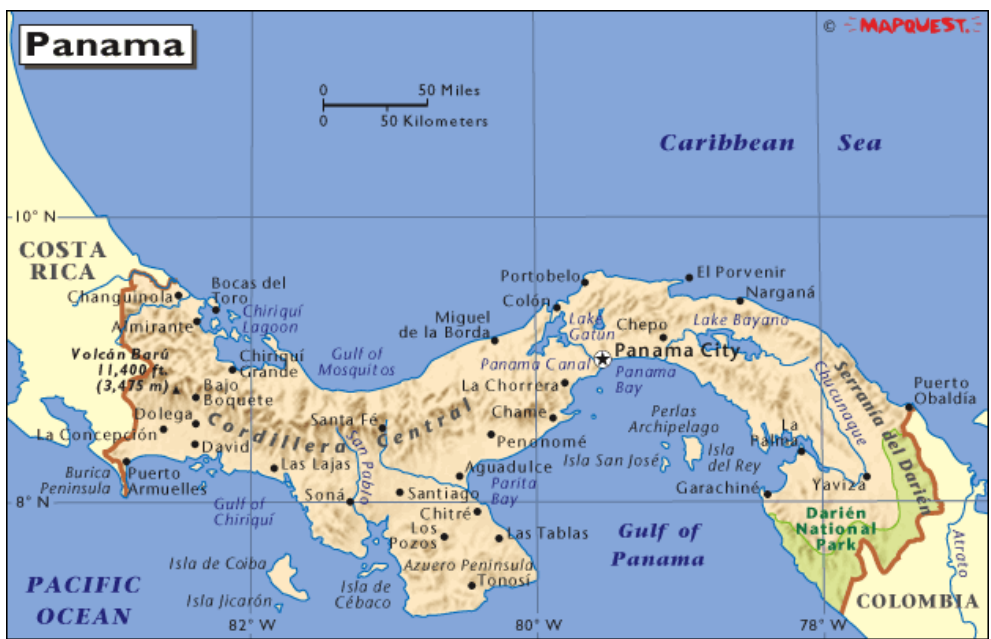 Panama
© MAPQUEST.
0 50 Miles
0 50 Kilometers
Caribbean Sea
10° N
COSTA
RICA
Portobelo
El Porvenir
Bocas del
Toro
Changuinola
Colón
Narganá
Chiriquí
Lagoon
Almirante
Miguel
de la Borda
Lake
Gatun
Chepo
Lake Bayano
Volcán Barú
11,400 ft.
(3,475 m)
Chiriquí
Grande
Gulf of
Mosquitos
Panama Canal
Panama City
Panama
Bay
Bajo
Boquete
La Chorrera
Chucunaque
Serranía del Darién
Puerto
Obaldía
Dolega
Santa Fé
Chame
Perlas
Archipelago
La
Palma
La Concepción
Cordillera Central
David
Penonomé
Isla San José
Isla
del Rey
Burica
Peninsula
Puerto
Armuelles
Las Lajas
San Pablo
Aguadulce
Parita
Bay
Garachiné
Yaviza
8° N
Gulf of
Chiriquí
Soná
Santiago
Chitré
Darién
National
Park
Los
Pozos
Las Tablas
Gulf of
Panama
Atrato
Isla de Coiba
Azuero Peninsula
Isla de
Cébaco
Tonosí
PACIFIC
OCEAN
Isla Jicarón
COLOMBIA
82° W
80° W
78° W